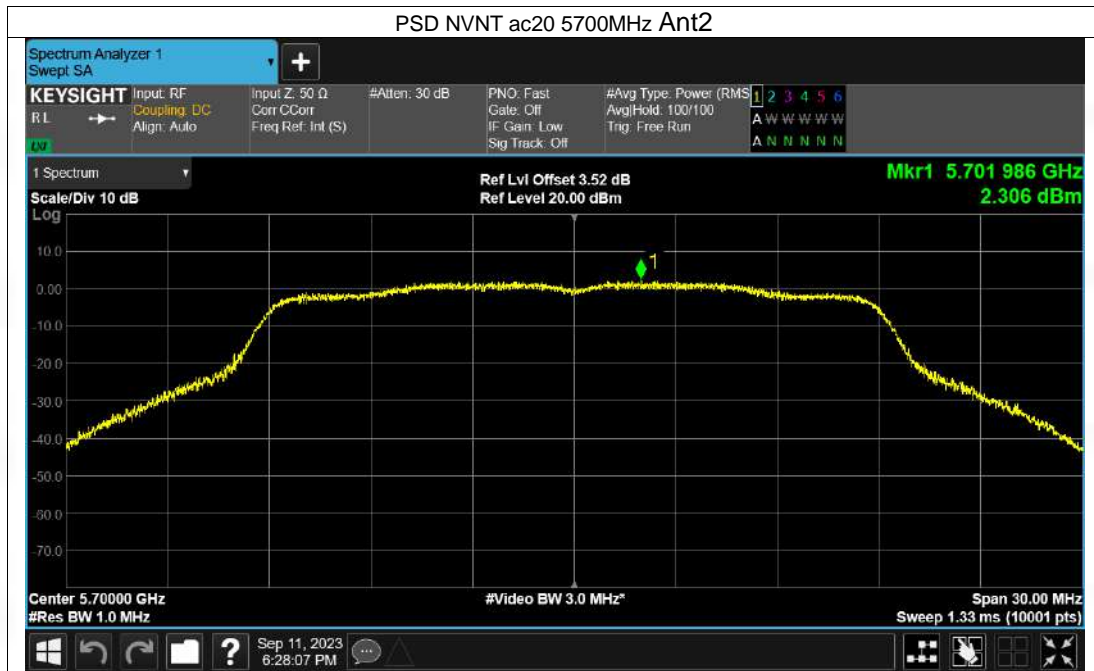 PSD NVNT ac20 5700MHz Ant2
Spectrum Analyzer 1
Swept SA
+
KEYSIGHT
RL
LXI
Input: RF
Coupling: DC
Align: Auto
Input Z: 50 Ω
Corr CCorr
Freq Ref: Int (S)
#Atten: 30 dB
PNO: Fast
Gate: Off
IF Gain: Low
Sig Track: Off
#Avg Type: Power (RMS
Avg|Hold: 100/100
Trig: Free Run
1 2 3 4 5 6
A W W W W W
A N N N N N
1 Spectrum
Scale/Div 10 dB
Log
Ref Lvl Offset 3.52 dB
Ref Level 20.00 dBm
Mkr1 5.701 986 GHz
2.306 dBm
10.0
0.00
-10.0
-20.0
-30.0
-40.0
-50.0
-60.0
-70.0
1
Center 5.70000 GHz
#Res BW 1.0 MHz
#Video BW 3.0 MHz*
Span 30.00 MHz
Sweep 1.33 ms (10001 pts)
?
Sep 11, 2023
6:28:07 PM